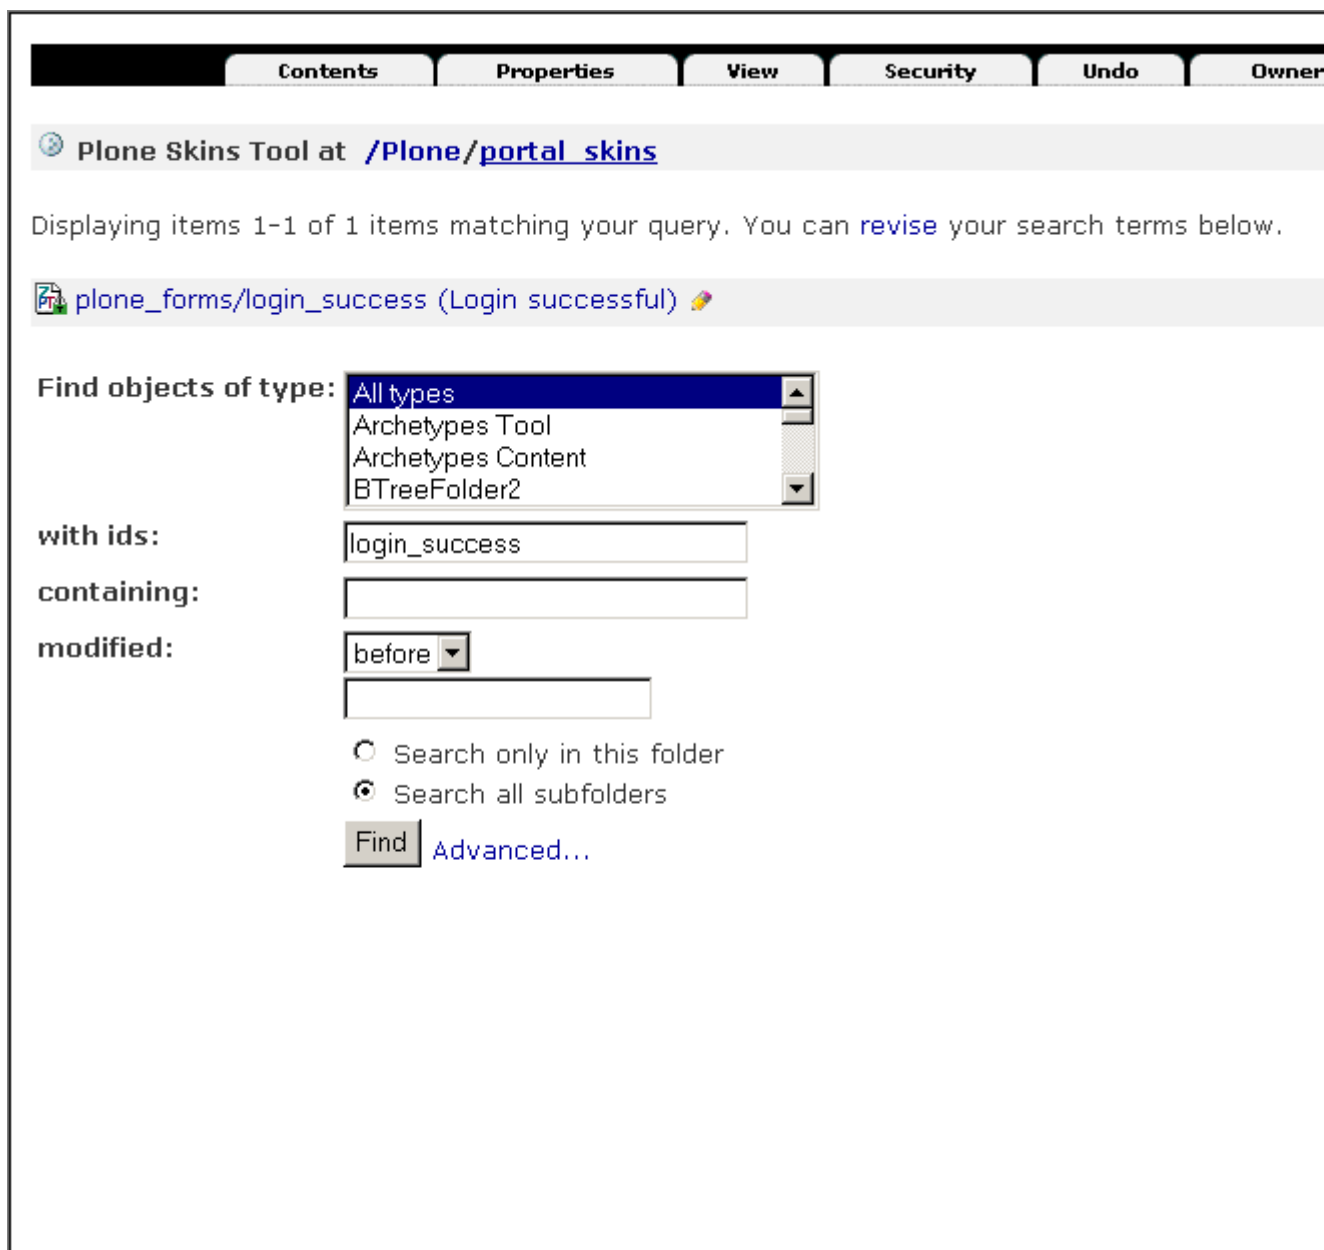 Contents Properties View Security Undo Owner
Plone Skins Tool at /Plone/portal_skins
Displaying items 1-1 of 1 items matching your query. You can revise your search terms below.
plone_forms/login_success (Login successful)
Find objects of type:
All types
Archetypes Tool
Archetypes Content
BTreeFolder2
with ids: login_success
containing:
modified: before
Search only in this folder
Search all subfolders
Find Advanced...